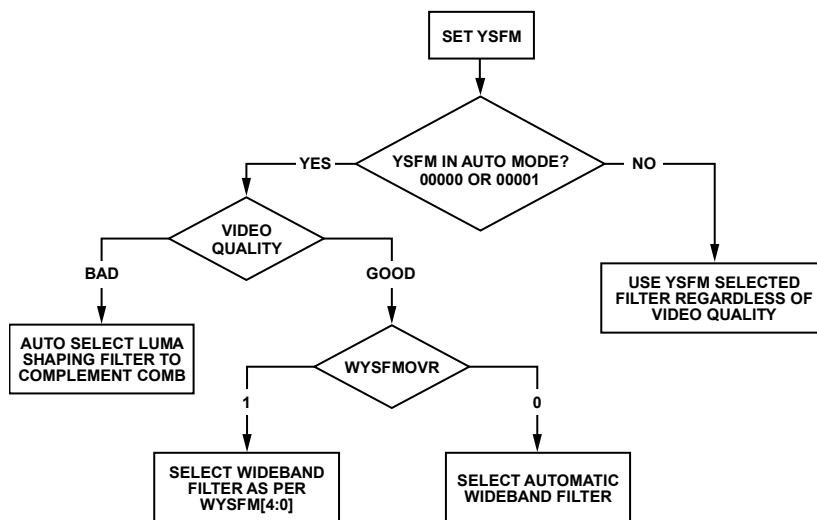 SET YSFM
YSFM IN AUTO MODE?
00000 OR 00001
YES
NO
VIDEO
QUALITY
BAD
GOOD
USE YSFM SELECTED
FILTER REGARDLESS OF
VIDEO QUALITY
AUTO SELECT LUMA
SHAPING FILTER TO
COMPLEMENT COMB
WYSFMOVR
1
0
SELECT WIDEBAND
FILTER AS PER
WYSFM[4:0]
SELECT AUTOMATIC
WIDEBAND FILTER